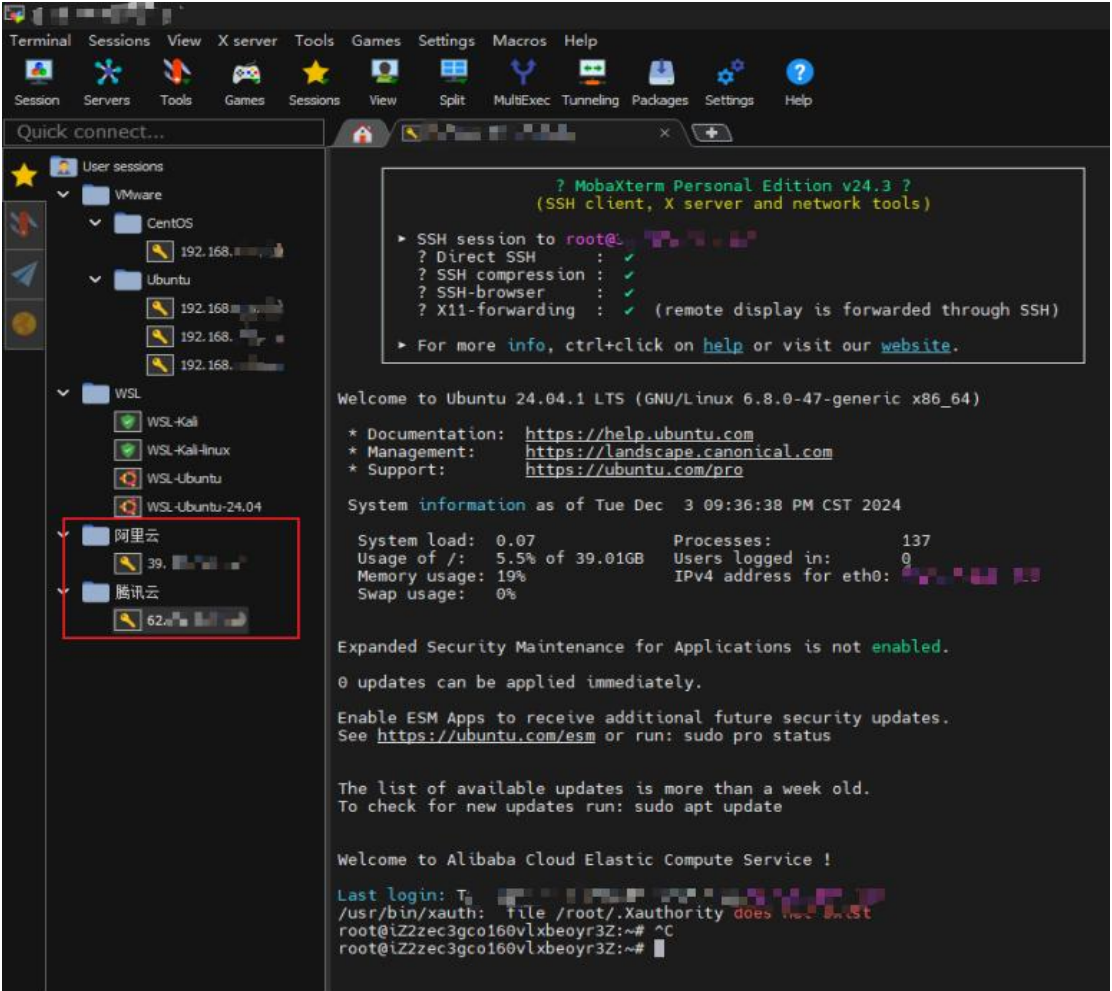 Terminal Sessions View X server Tools Games Settings Macros Help
Session Servers Tools Games Sessions View Split MultiExec Tunneling Packages Settings Help
Quick connect...
User sessions
VMware
CentOS
192.168.
Ubuntu
192.168
192.168.
192.168.
WSL
WSL-Kali
WSL-Kali-linux
WSL-Ubuntu
WSL-Ubuntu-24.04
阿里云
39.
腾讯云
62.
? MobaXterm Personal Edition v24.3 ?
(SSH client, X server and network tools)
► SSH session to root@
? Direct SSH : ✔
? SSH compression : ✔
? SSH-browser : ✔
? X11-forwarding : ✔ (remote display is forwarded through SSH)
► For more info, ctrl+click on help or visit our website.
Welcome to Ubuntu 24.04.1 LTS (GNU/Linux 6.8.0-47-generic x86_64)
* Documentation: https://help.ubuntu.com
* Management: https://landscape.canonical.com
* Support: https://ubuntu.com/pro
System information as of Tue Dec 3 09:36:38 PM CST 2024
System load: 0.07 Processes: 137
Usage of /: 5.5% of 39.01GB Users logged in: 0
Memory usage: 19% IPv4 address for eth0:
Swap usage: 0%
Expanded Security Maintenance for Applications is not enabled.
0 updates can be applied immediately.
Enable ESM Apps to receive additional future security updates.
See https://ubuntu.com/esm or run: sudo pro status
The list of available updates is more than a week old.
To check for new updates run: sudo apt update
Welcome to Alibaba Cloud Elastic Compute Service !
Last login:
/usr/bin/xauth: file /root/.Xauthority does
root@iZ2zec3gco160vlxbeoyr3Z:~# ^C
root@iZ2zec3gco160vlxbeoyr3Z:~#